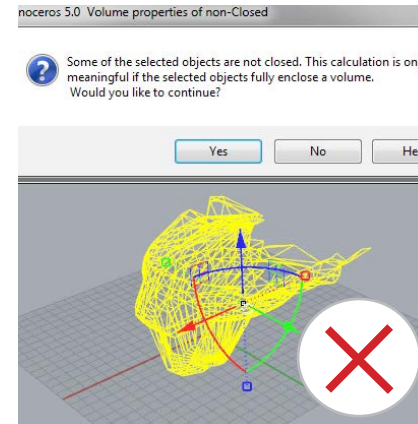 noceros 5.0 Volume properties of non-Closed
Some of the selected objects are not closed. This calculation is on
meaningful if the selected objects fully enclose a volume.
Would you like to continue?
Yes No He